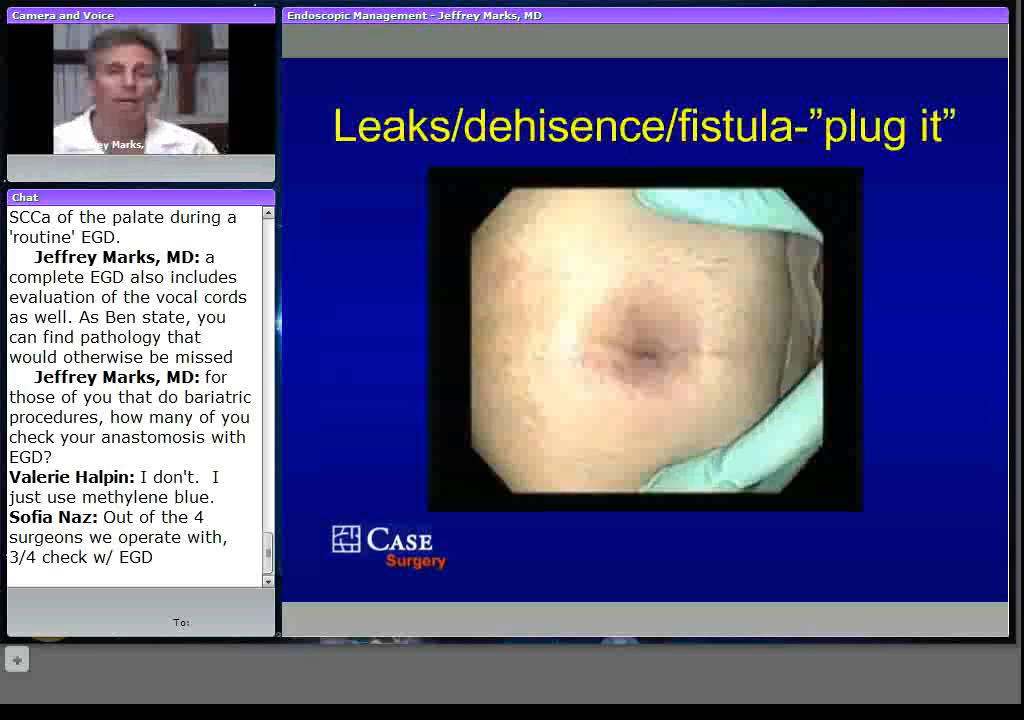 Camera and Voice
Endoscopic Management - Jeffrey Marks, MD
ey Marks,
Chat
SCCa of the palate during a
'routine' EGD.
Jeffrey Marks, MD: a
complete EGD also includes
evaluation of the vocal cords
as well. As Ben state, you
can find pathology that
would otherwise be missed
Jeffrey Marks, MD: for
those of you that do bariatric
procedures, how many of you
check your anastomosis with
EGD?
Valerie Halpin: I don't. I
just use methylene blue.
Sofia Naz: Out of the 4
surgeons we operate with,
3/4 check w/ EGD
To:
Leaks/dehisence/fistula-”plug it”
CASE
Surgery